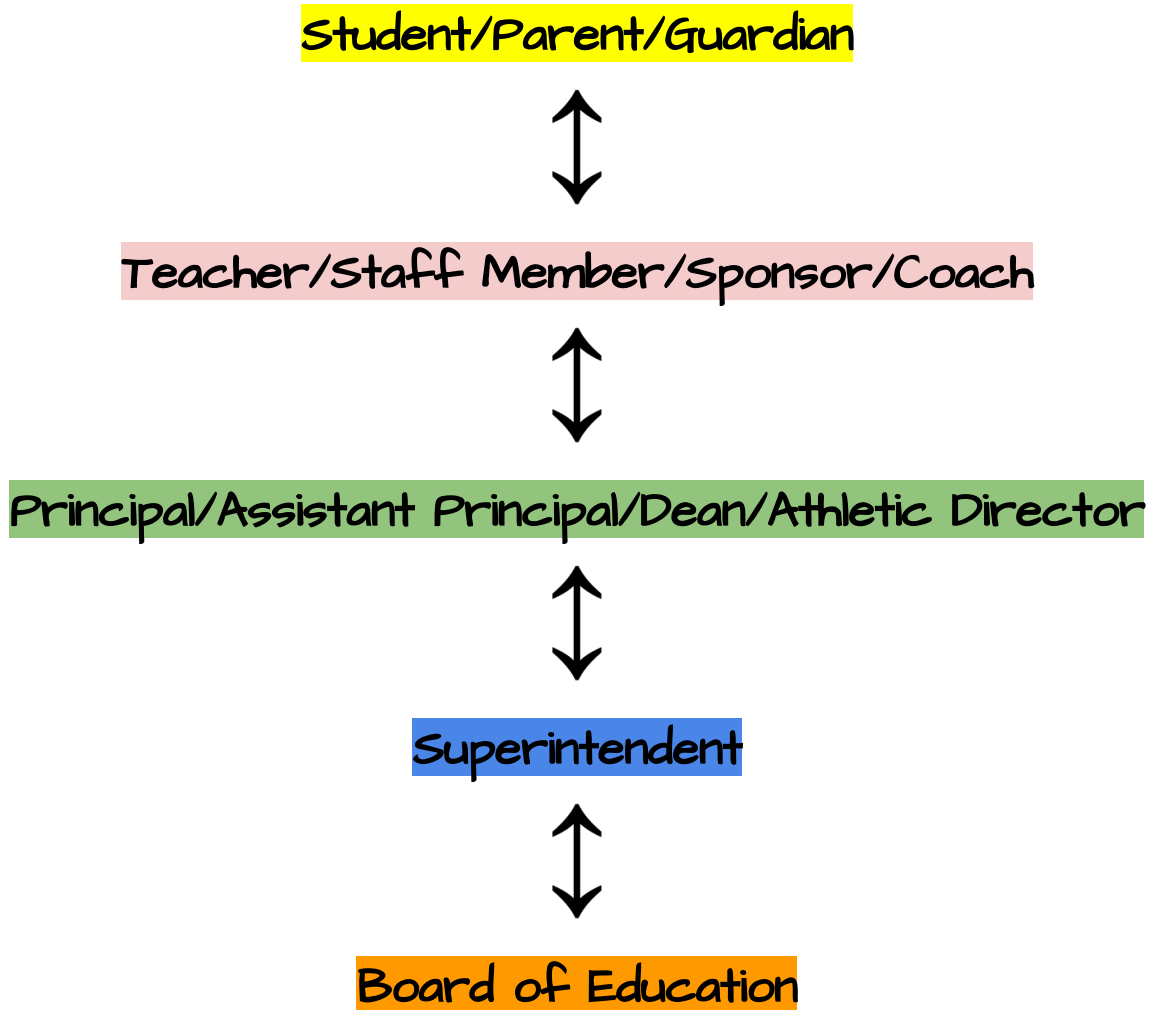 Student/Parent/Guardian
Teacher/Staff Member/Sponsor/Coach
Principal/Assistant Principal/Dean/Athletic Director
Superintendent
Board of Education